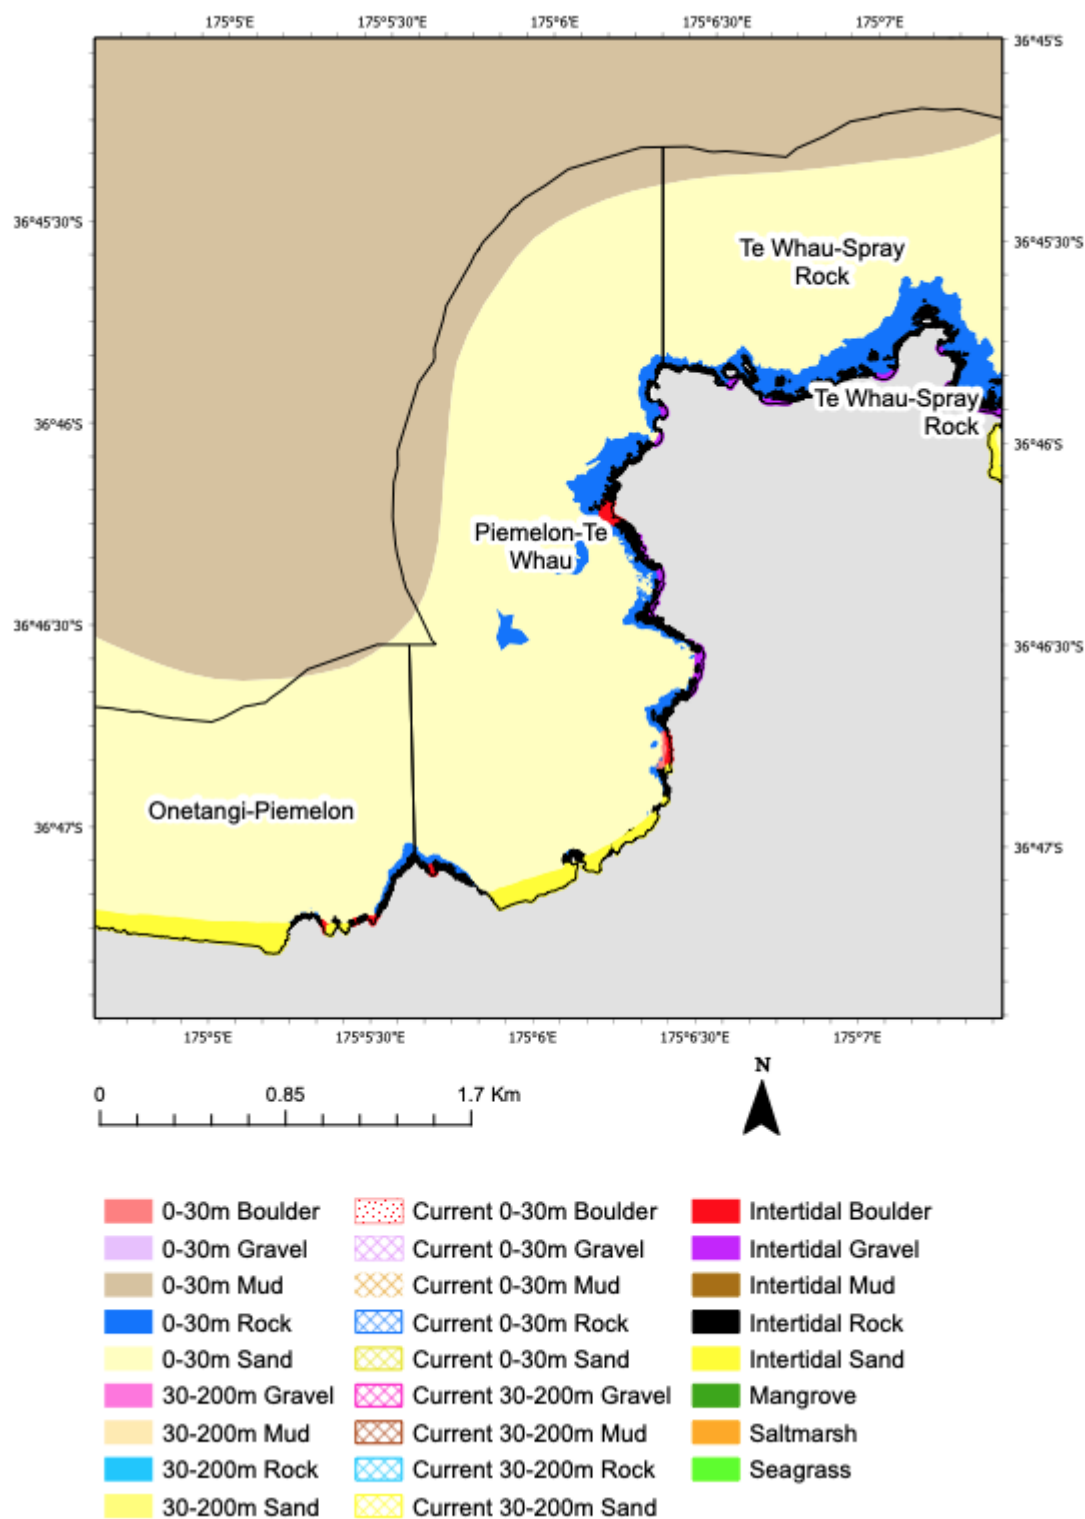 175°5'E 175°5'30"E 175°6'E 175°6'30"E 175°7'E
36°45'S
36°45'30"S
36°45'30"S
Te Whau-Spray
Rock
Te Whau-Spray
Rock
36°46'S
36°46'S
Piemelon-Te
Whau
36°46'30"S
36°46'30"S
Onetangi-Piemelon
36°47'S
36°47'S
175°5'E 175°5'30"E 175°6'E 175°6'30"E 175°7'E
N
0 0.85 1.7 Km
0-30m Boulder Current 0-30m Boulder Intertidal Boulder
0-30m Gravel Current 0-30m Gravel Intertidal Gravel
0-30m Mud Current 0-30m Mud Intertidal Mud
0-30m Rock Current 0-30m Rock Intertidal Rock
0-30m Sand Current 0-30m Sand Intertidal Sand
30-200m Gravel Current 30-200m Gravel Mangrove
30-200m Mud Current 30-200m Mud Saltmarsh
30-200m Rock Current 30-200m Rock Seagrass
30-200m Sand Current 30-200m Sand